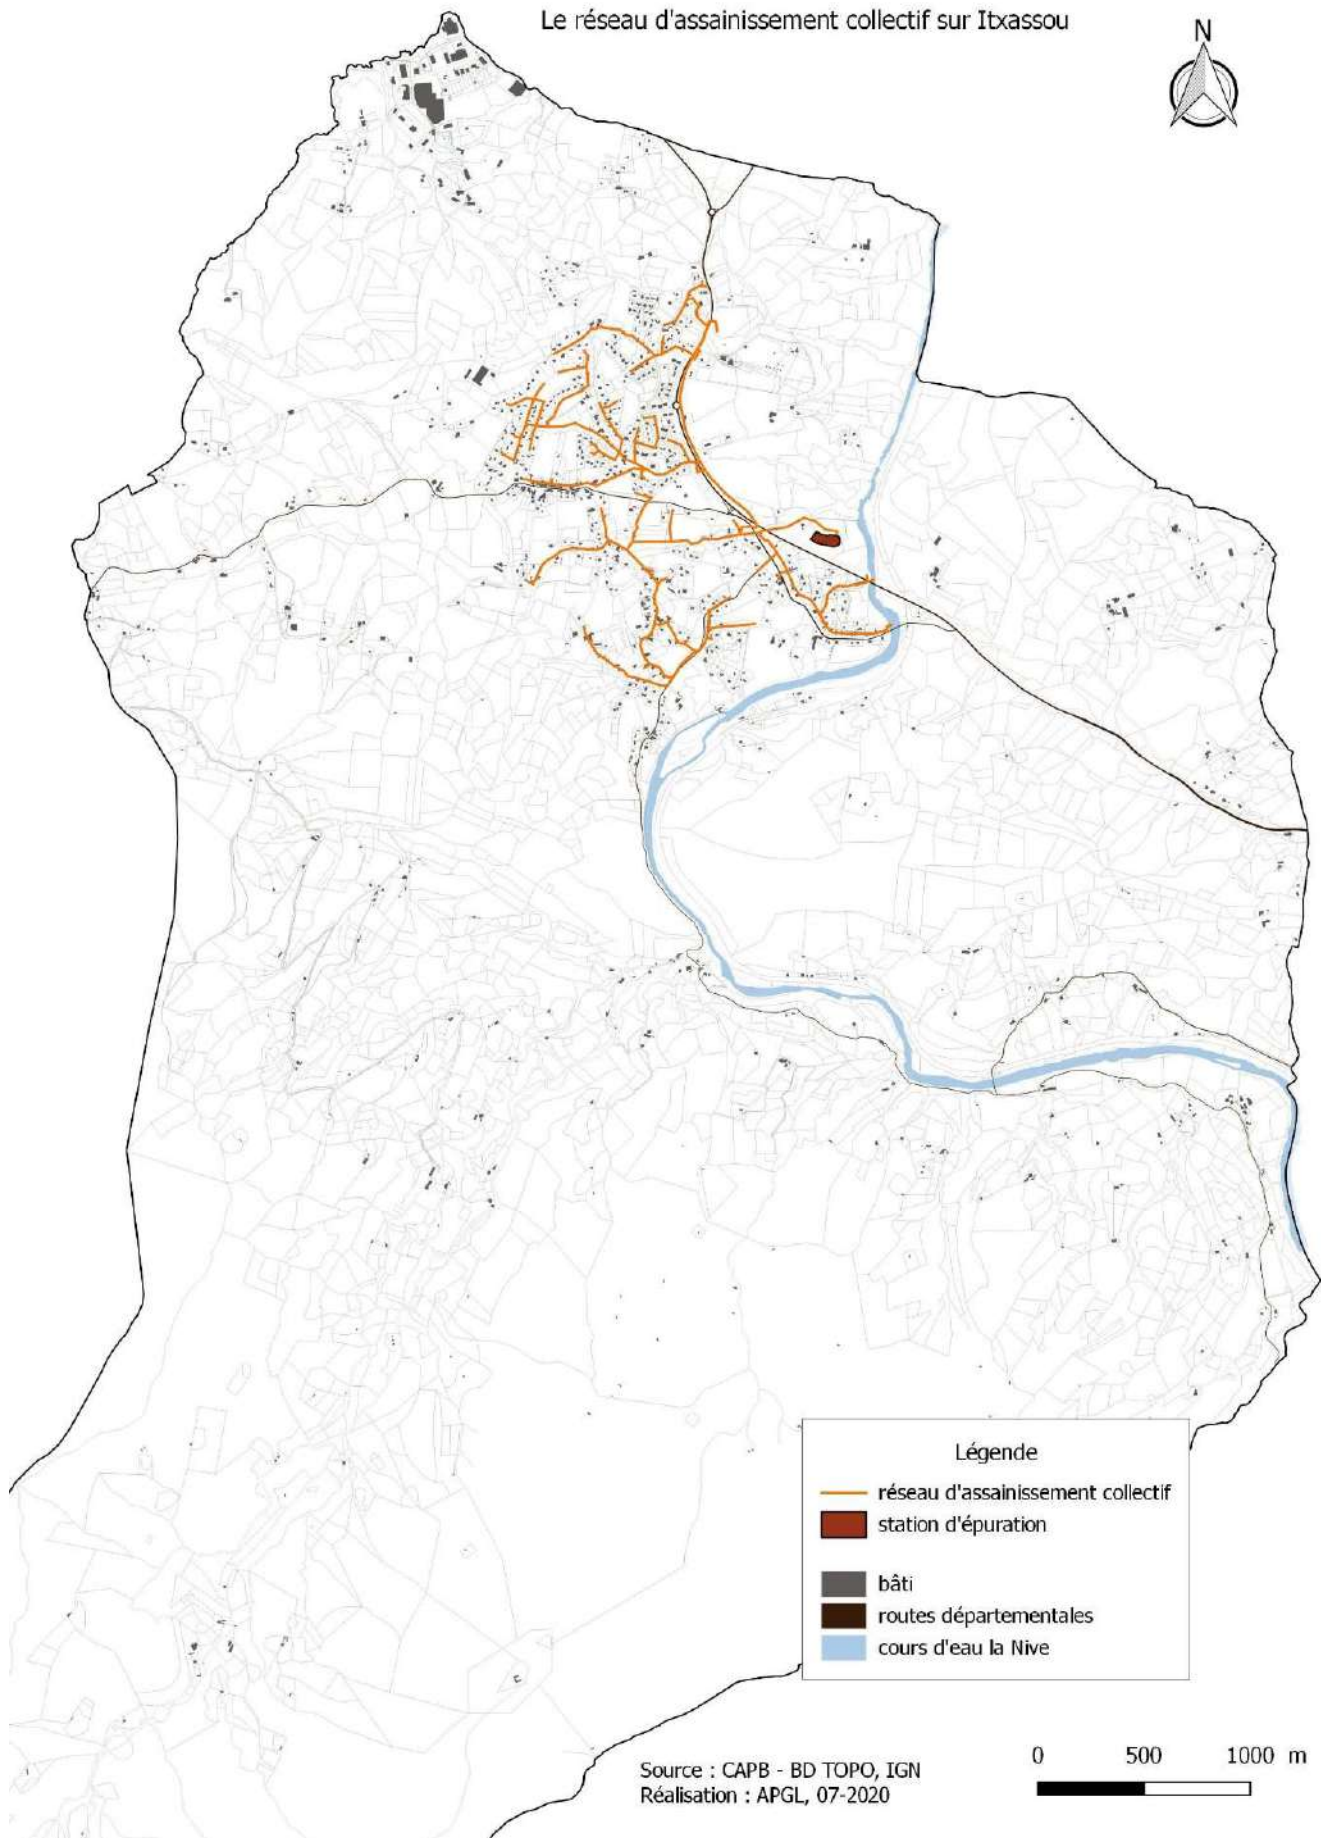 Le réseau d'assainissement collectif sur Itxassou
N
Légende
réseau d'assainissement collectif
station d'épuration
bâti
routes départementales
cours d'eau la Nive
Source : CAPB - BD TOPO, IGN
Réalisation : APGL, 07-2020
0 500 1000 m